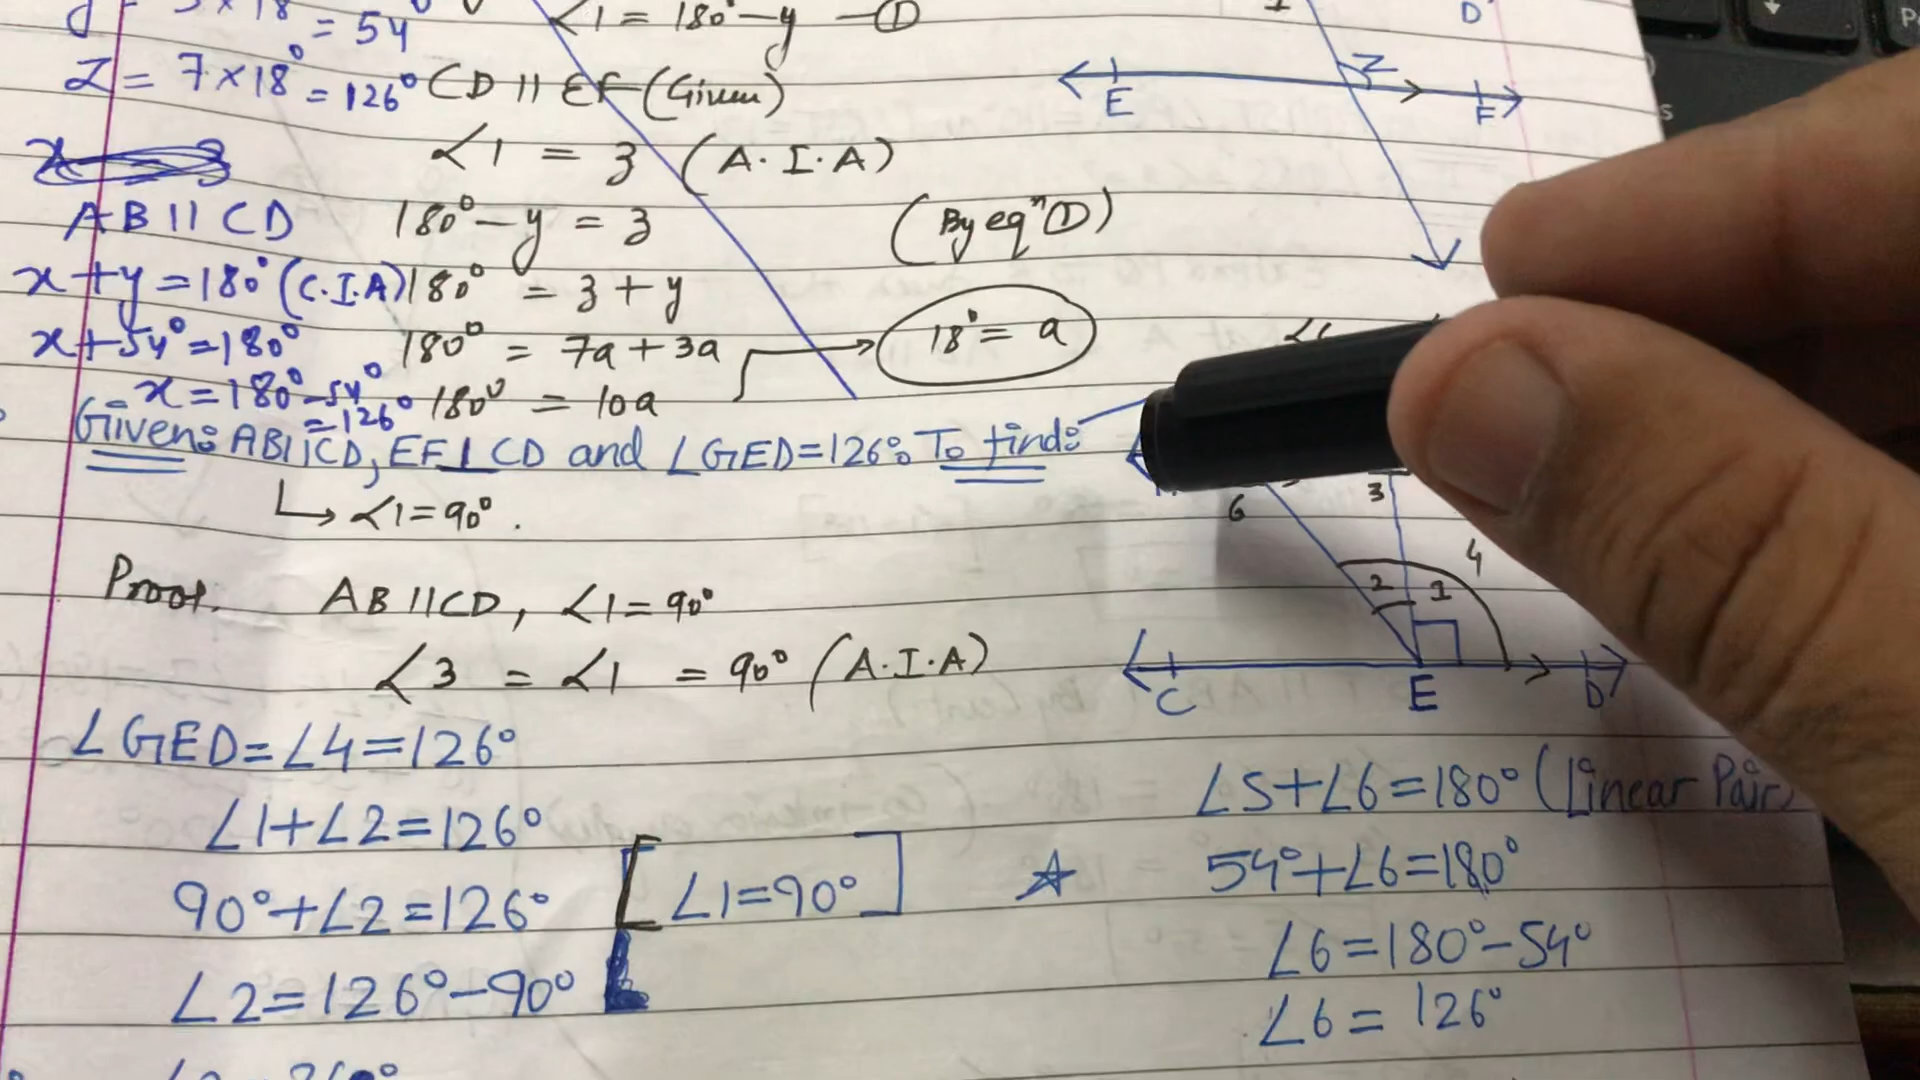 = 54°
∠1 = 180° - y — ①
D
Z = 7 × 18° = 126°
CD || EF (Given)
E
Z
F
∠1 = z (A.I.A)
AB || CD
180° - y = z
(By eqⁿ ①)
x + y = 180° (C.I.A)
180° = z + y
x + 54° = 180°
180° = 7a + 3a
18° = a
x = 180° - 54°
= 126°
180° = 10a
Given: AB||CD, EF⊥CD and ∠GED=126°. To find:
↳ ∠1 = 90°.
6
3
Proof.
AB || CD, ∠1 = 90°
4
2
1
∠3 = ∠1 = 90° (A.I.A)
C
E
D
∠GED = ∠4 = 126°
∠5+∠6=180° (Linear Pair)
∠1+∠2=126°
54°+∠6=180°
90°+∠2=126°
[∠1=90°]
∠6=180°-54°
∠2=126°-90°
∠6= 126°